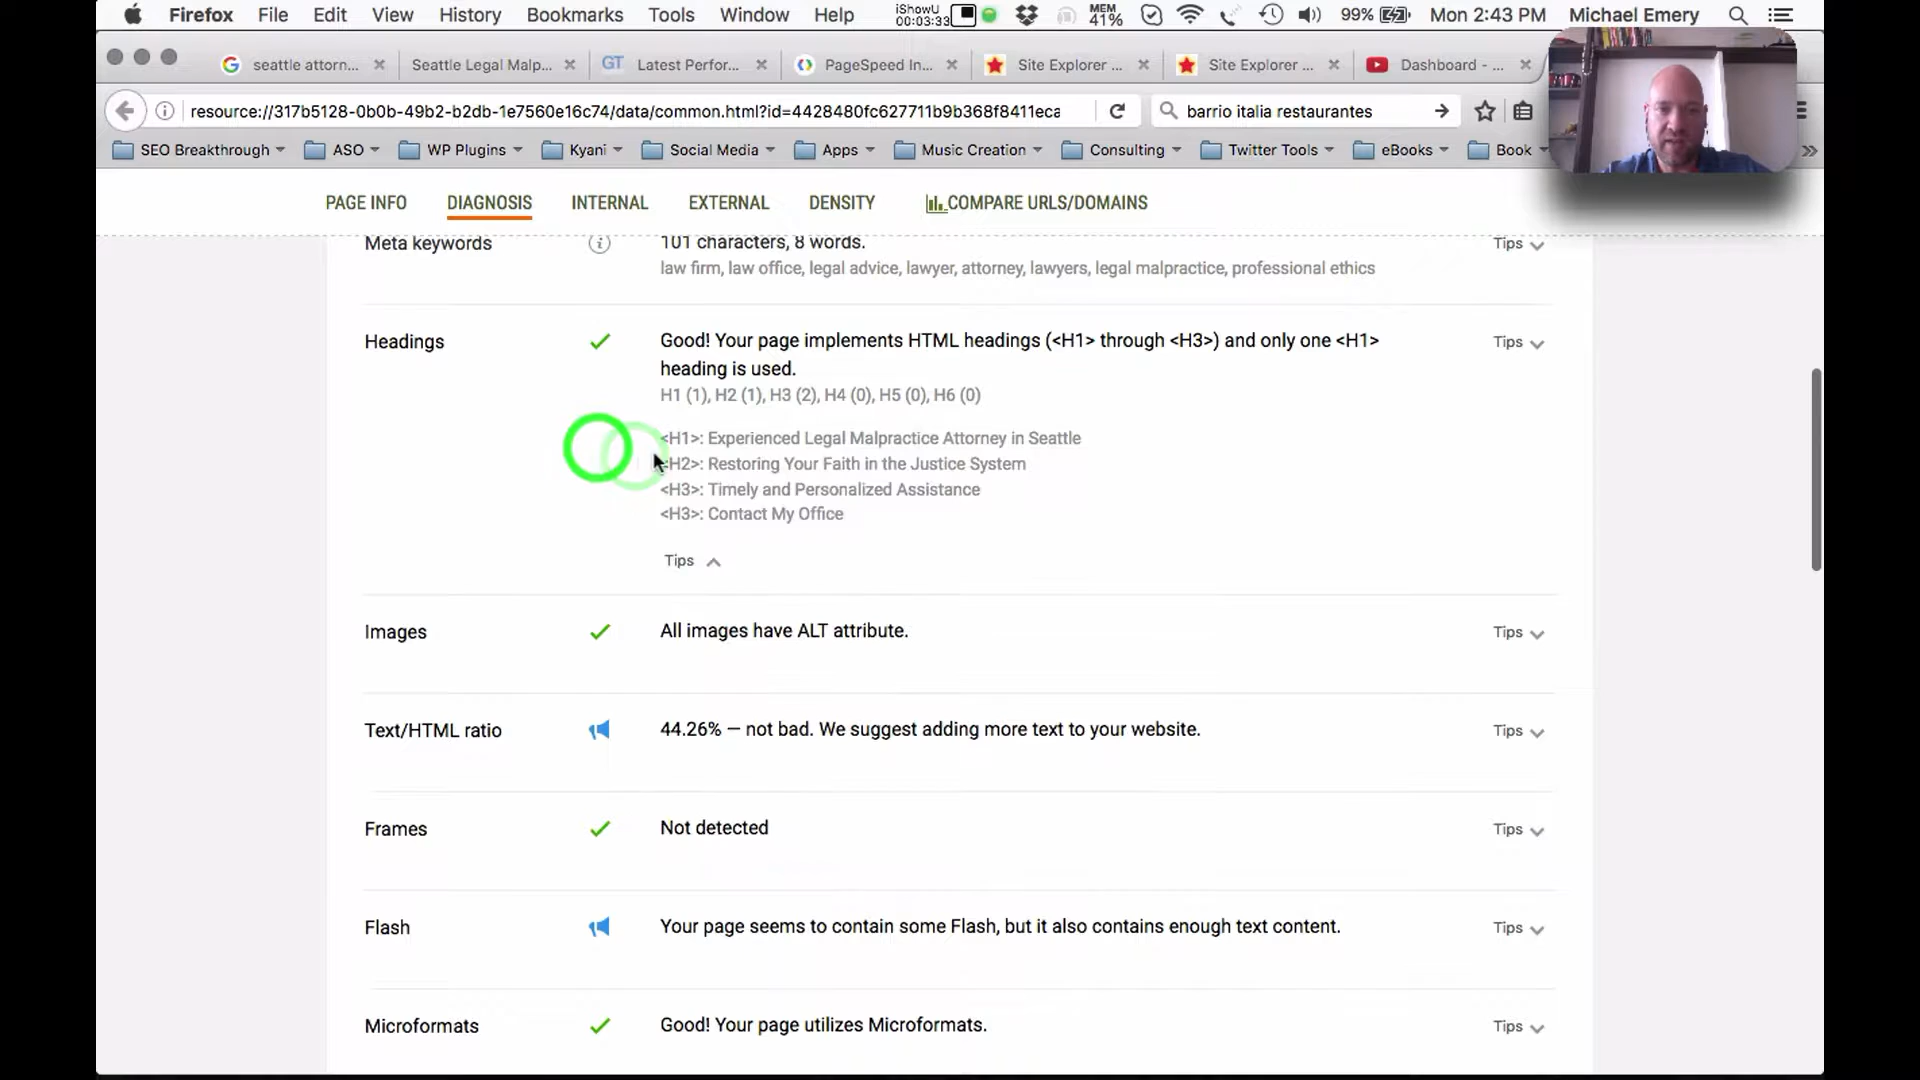 Firefox File Edit View History Bookmarks Tools Window Help iShowU 00:03:33 MEM 41% 99% Mon 2:43 PM Michael Emery
seattle attorn... Seattle Legal Malp... GT Latest Perfor... PageSpeed In... Site Explorer ... Site Explorer ... Dashboard - ...
resource://317b5128-0b0b-49b2-b2db-1e7560e16c74/data/common.html?id=4428480fc627711b9b368f8411eca barrio italia restaurantes
SEO Breakthrough ASO WP Plugins Kyani Social Media Apps Music Creation Consulting Twitter Tools eBooks Book
PAGE INFO DIAGNOSIS INTERNAL EXTERNAL DENSITY COMPARE URLS/DOMAINS
Meta keywords 101 characters, 8 words. Tips
law firm, law office, legal advice, lawyer, attorney, lawyers, legal malpractice, professional ethics
Headings Good! Your page implements HTML headings (<H1> through <H3>) and only one <H1> Tips
heading is used.
H1 (1), H2 (1), H3 (2), H4 (0), H5 (0), H6 (0)
<H1>: Experienced Legal Malpractice Attorney in Seattle
<H2>: Restoring Your Faith in the Justice System
<H3>: Timely and Personalized Assistance
<H3>: Contact My Office
Tips
Images All images have ALT attribute. Tips
Text/HTML ratio 44.26% — not bad. We suggest adding more text to your website. Tips
Frames Not detected Tips
Flash Your page seems to contain some Flash, but it also contains enough text content. Tips
Microformats Good! Your page utilizes Microformats. Tips